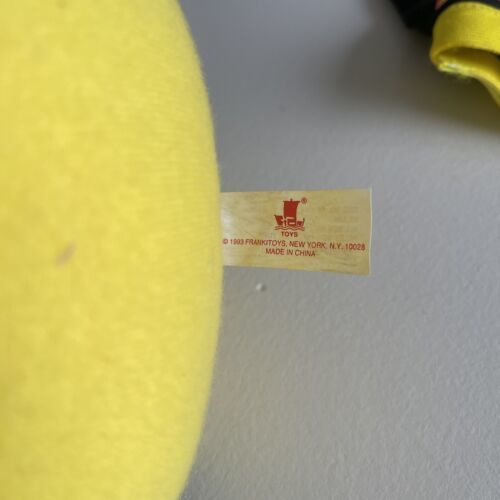 ®
TOYS
© 1993 FRANKITOYS, NEW YORK, N.Y. 10028
MADE IN CHINA